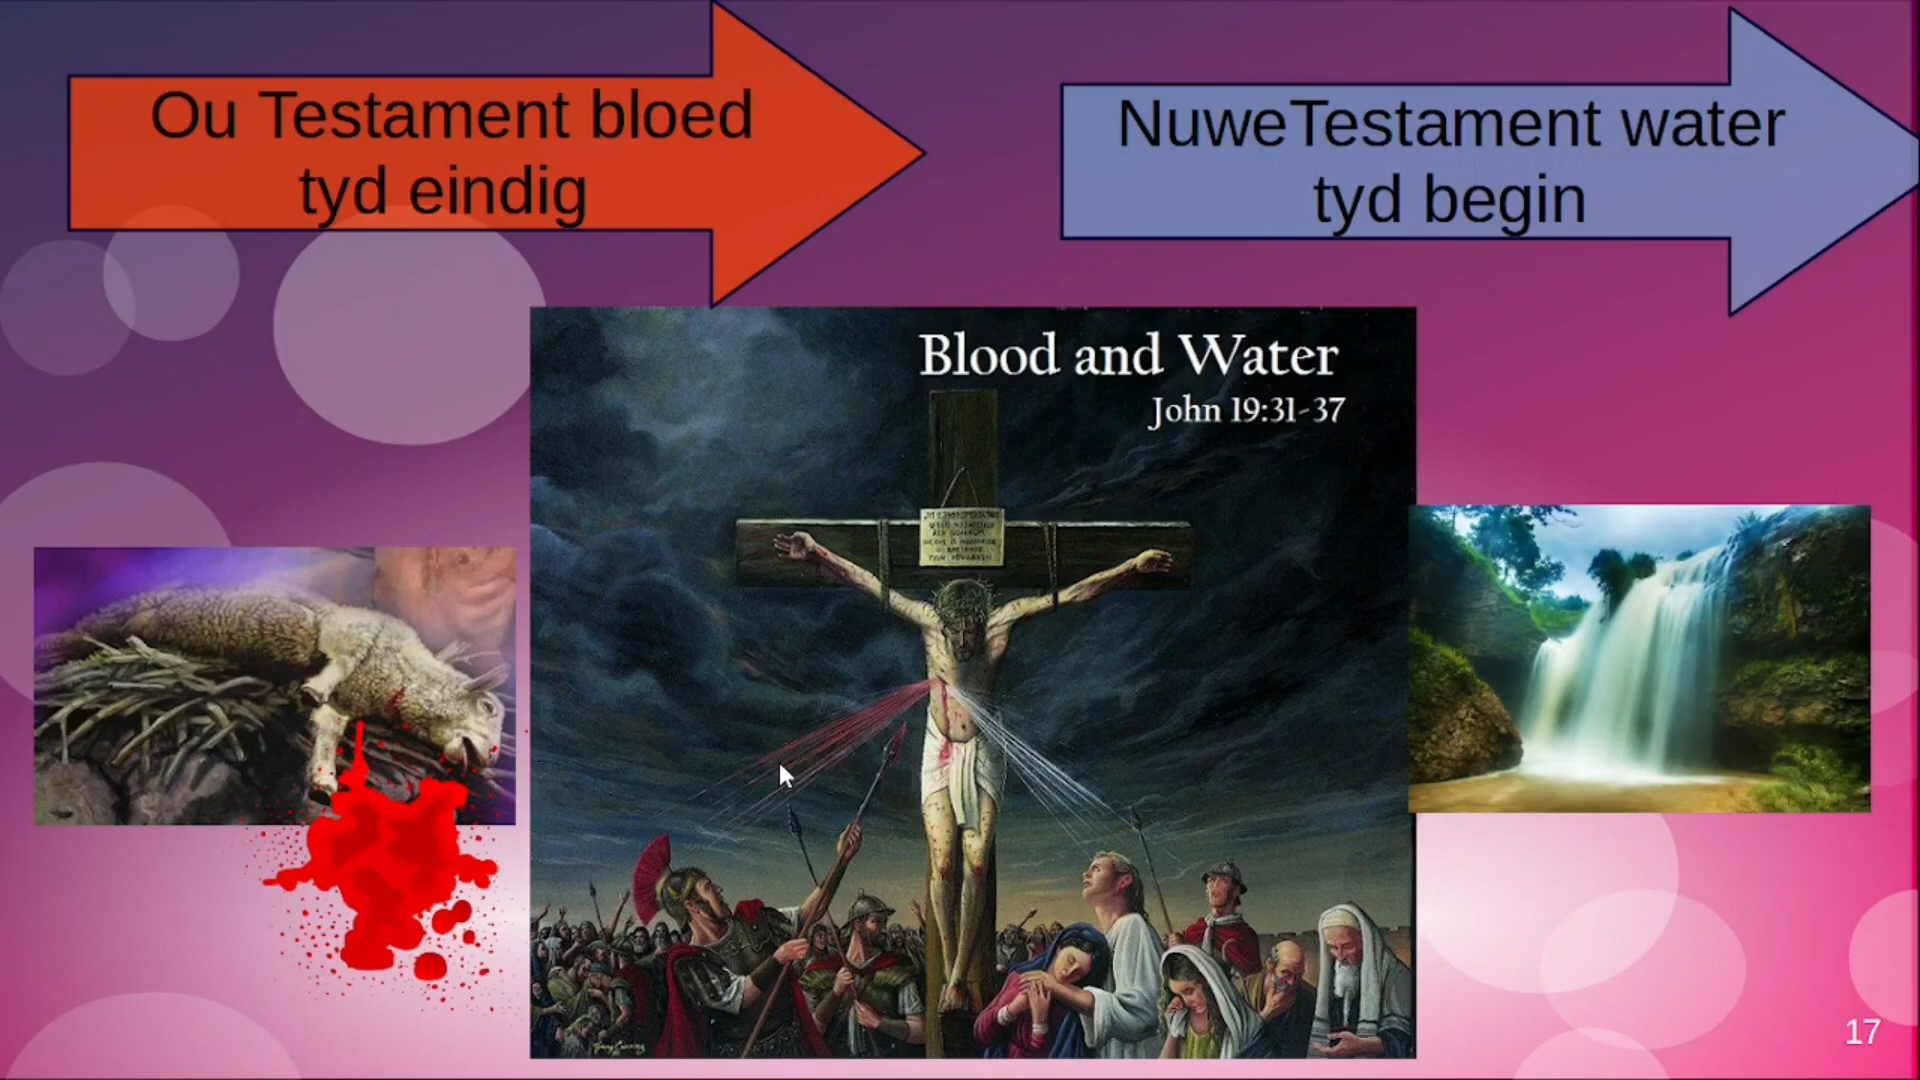 Ou Testament bloed
tyd eindig
NuweTestament water
tyd begin
Blood and Water
John 19:31-37
17